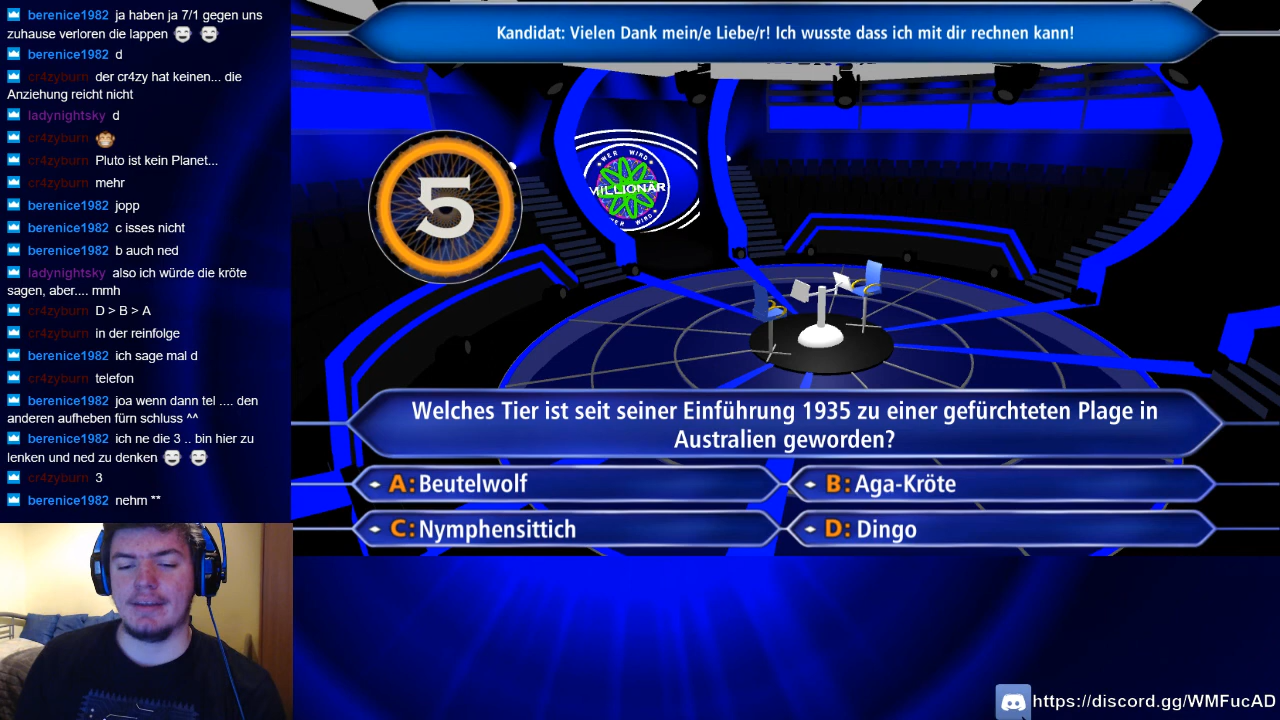 berenice1982 ja haben ja 7/1 gegen uns
zuhause verloren die lappen
berenice1982 d
cr4zyburn der cr4zy hat keinen... die
Anziehung reicht nicht
ladynightsky d
cr4zyburn
cr4zyburn Pluto ist kein Planet...
cr4zyburn mehr
berenice1982 jopp
berenice1982 c isses nicht
berenice1982 b auch ned
ladynightsky also ich würde die kröte
sagen, aber.... mmh
cr4zyburn D > B > A
cr4zyburn in der reinfolge
berenice1982 ich sage mal d
cr4zyburn telefon
berenice1982 joa wenn dann tel .... den
anderen aufheben fürn schluss ^^
berenice1982 ich ne die 3 .. bin hier zu
lenken und ned zu denken
cr4zyburn 3
berenice1982 nehm **
Kandidat: Vielen Dank mein/e Liebe/r! Ich wusste dass ich mit dir rechnen kann!
5
WER WIRD
MILLIONÄR
WER WIRD
Welches Tier ist seit seiner Einführung 1935 zu einer gefürchteten Plage in
Australien geworden?
A: Beutelwolf
B: Aga-Kröte
C: Nymphensittich
D: Dingo
https://discord.gg/WMFucAD